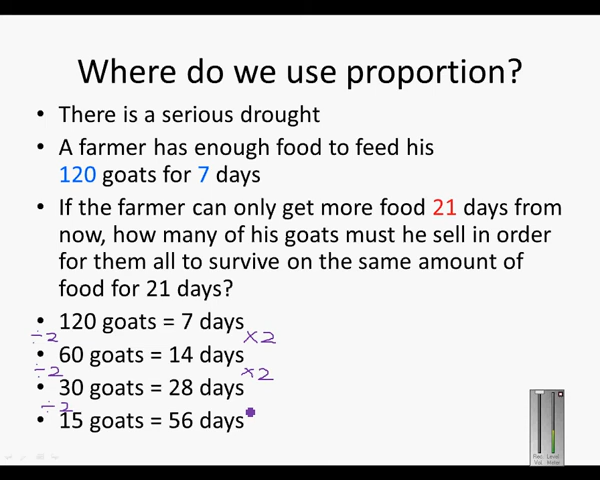 Where do we use proportion?
• There is a serious drought
• A farmer has enough food to feed his
120 goats for 7 days
• If the farmer can only get more food 21 days from
now, how many of his goats must he sell in order
for them all to survive on the same amount of
food for 21 days?
• 120 goats = 7 days
÷2 ×2
• 60 goats = 14 days
÷2 ×2
• 30 goats = 28 days
÷2
• 15 goats = 56 days
Rec Vol Level Meter